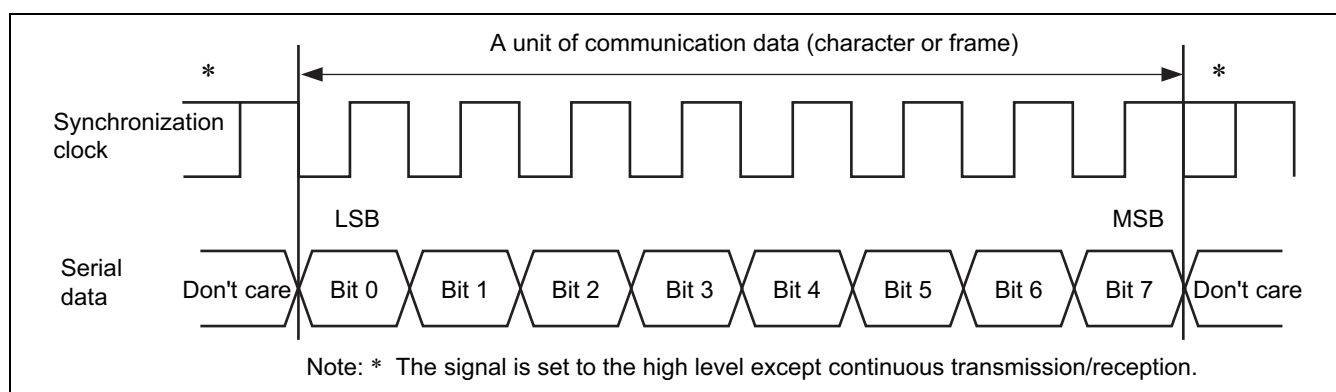 A unit of communication data (character or frame)
* *
Synchronization
clock
LSB MSB
Serial
data
Don't care Bit 0 Bit 1 Bit 2 Bit 3 Bit 4 Bit 5 Bit 6 Bit 7 Don't care
Note: * The signal is set to the high level except continuous transmission/reception.